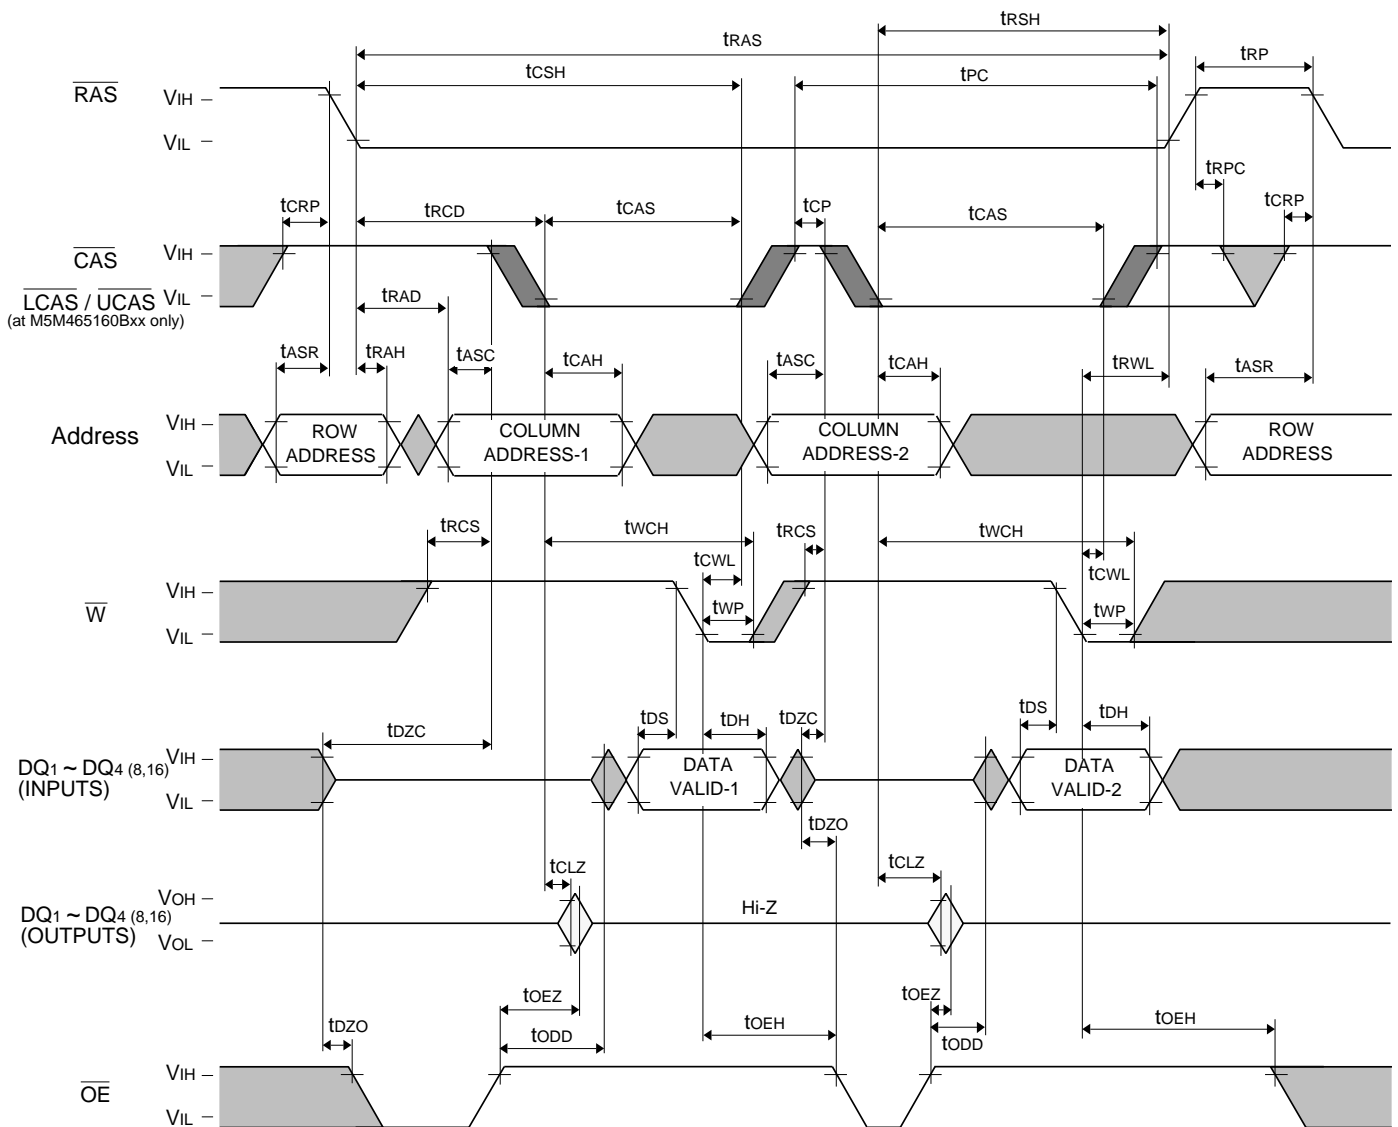 tRSH
tRAS
tCSH
tPC
tRP
RAS
VIH
VIL
tRPC
tCRP
tRCD
tCAS
tCP
tCAS
tCRP
CAS
VIH
VIL
LCAS / UCAS
(at M5M465160Bxx only)
tRAD
tASR
tRAH
tASC
tCAH
tASC
tCAH
tRWL
tASR
Address
VIH
VIL
ROW
ADDRESS
COLUMN
ADDRESS-1
COLUMN
ADDRESS-2
ROW
ADDRESS
tRCS
tWCH
tRCS
tWCH
tCWL
tCWL
tWP
tWP
W
VIH
VIL
tDZC
tDS
tDH
tDZC
tDS
tDH
DQ1 ~ DQ4 (8,16)
(INPUTS)
VIH
VIL
DATA
VALID-1
DATA
VALID-2
tDZO
tCLZ
tCLZ
DQ1 ~ DQ4 (8,16)
(OUTPUTS)
VOH
VOL
Hi-Z
tOEZ
tOEZ
tDZO
tODD
tOEH
tODD
tOEH
OE
VIH
VIL